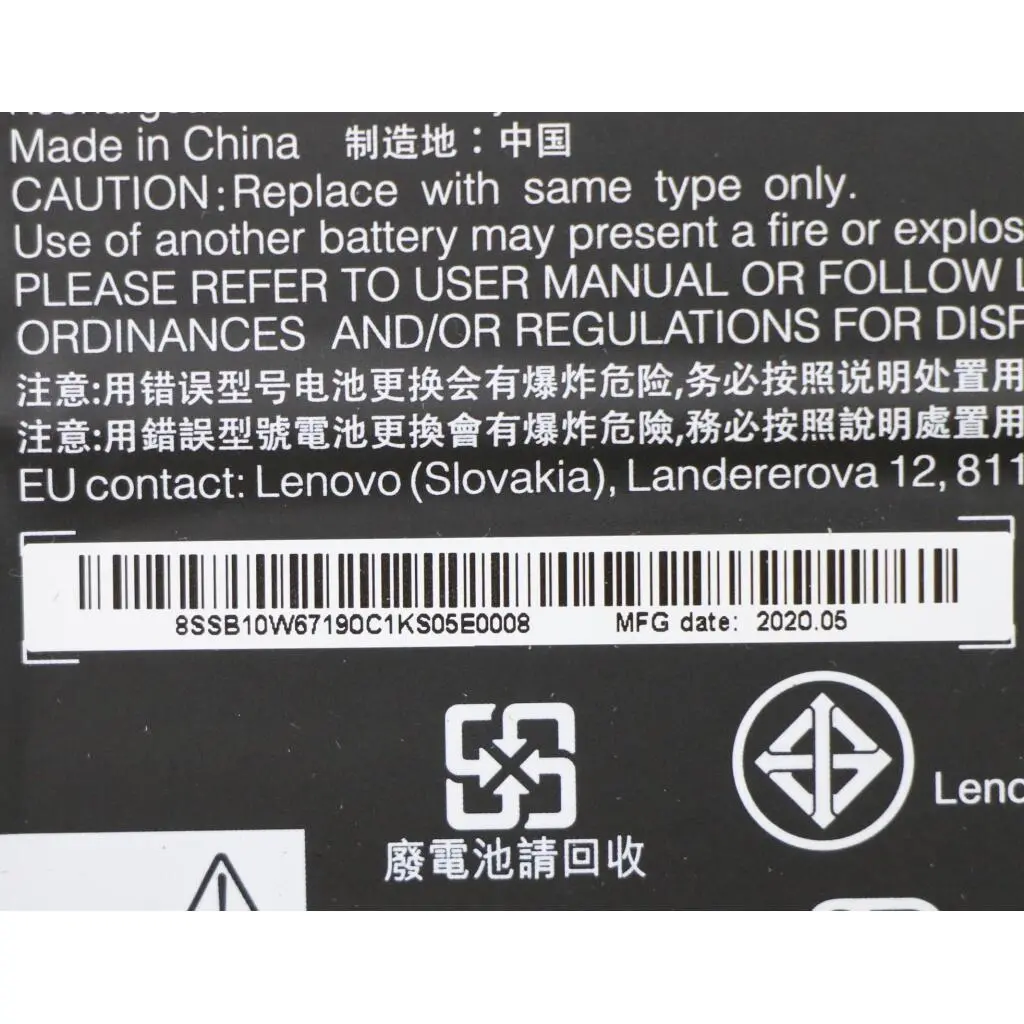 Made in China 制造地：中国
CAUTION:Replace with same type only.
Use of another battery may present a fire or explos
PLEASE REFER TO USER MANUAL OR FOLLOW L
ORDINANCES AND/OR REGULATIONS FOR DISP
注意:用错误型号电池更换会有爆炸危险,务必按照说明处置用
注意:用錯誤型號電池更換會有爆炸危險,務必按照說明處置用
EU contact: Lenovo (Slovakia), Landererova 12, 811
8SSB10W67190C1KS05E0008 MFG date: 2020.05
Leno
廢電池請回收